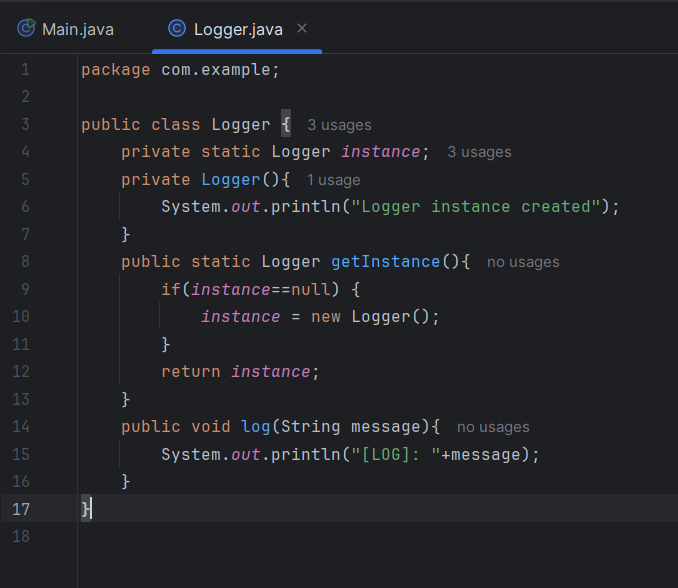 Main.java Logger.java
1 package com.example;
2
3 public class Logger { 3 usages
4     private static Logger instance; 3 usages
5     private Logger(){ 1 usage
6         System.out.println("Logger instance created");
7     }
8     public static Logger getInstance(){ no usages
9         if(instance==null) {
10             instance = new Logger();
11         }
12         return instance;
13     }
14     public void log(String message){ no usages
15         System.out.println("[LOG]: "+message);
16     }
17 }
18